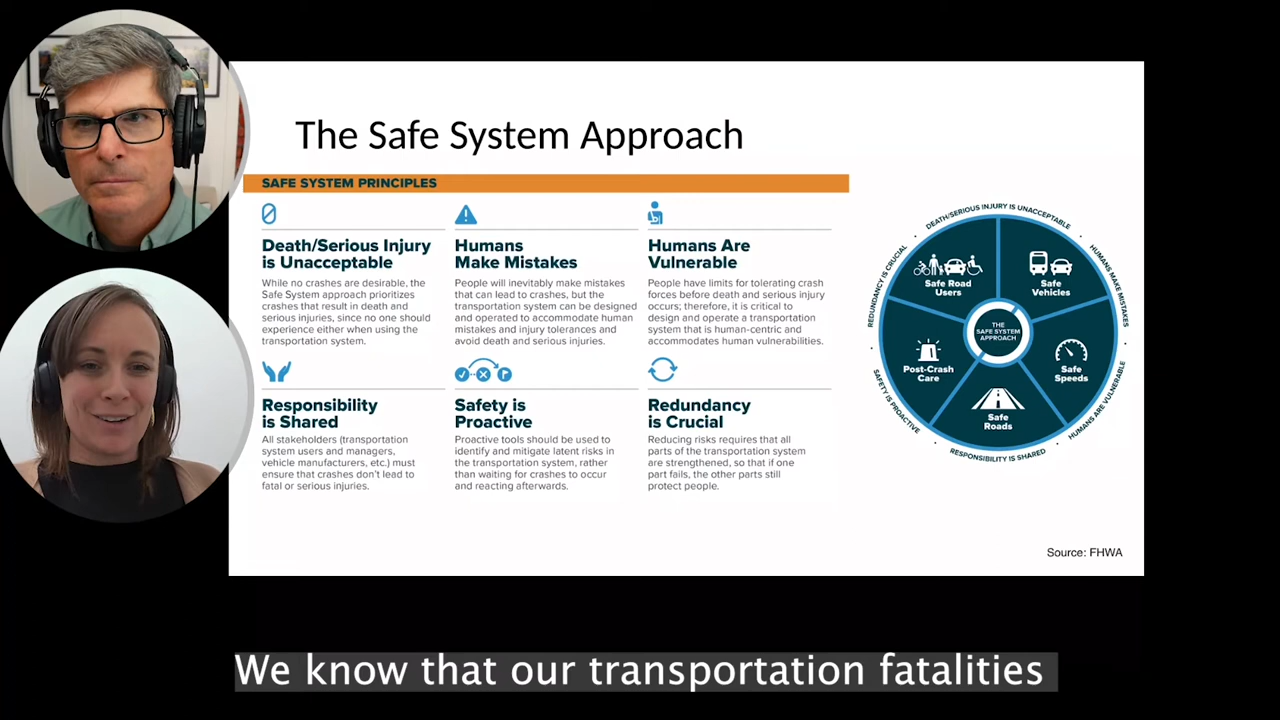 The Safe System Approach
SAFE SYSTEM PRINCIPLES
Death/Serious Injury
is Unacceptable
While no crashes are desirable, the
Safe System approach prioritizes
crashes that result in death and
serious injuries, since no one should
experience either when using the
transportation system.
Humans
Make Mistakes
People will inevitably make mistakes
that can lead to crashes, but the
transportation system can be designed
and operated to accommodate human
mistakes and injury tolerances and
avoid death and serious injuries.
Humans Are
Vulnerable
People have limits for tolerating crash
forces before death and serious injury
occurs; therefore, it is critical to
design and operate a transportation
system that is human-centric and
accommodates human vulnerabilities.
Responsibility
is Shared
All stakeholders (transportation
system users and managers,
vehicle manufacturers, etc.) must
ensure that crashes don't lead to
fatal or serious injuries.
Safety is
Proactive
Proactive tools should be used to
identify and mitigate latent risks in
the transportation system, rather
than waiting for crashes to occur
and reacting afterwards.
Redundancy
is Crucial
Reducing risks requires that all
parts of the transportation system
are strengthened, so that if one
part fails, the other parts still
protect people.
DEATH/SERIOUS INJURY IS UNACCEPTABLE
HUMANS MAKE MISTAKES
HUMANS ARE VULNERABLE
RESPONSIBILITY IS SHARED
SAFETY IS PROACTIVE
REDUNDANCY IS CRUCIAL
Safe Road
Users
Safe
Vehicles
Safe
Speeds
Safe
Roads
Post-Crash
Care
THE
SAFE SYSTEM
APPROACH
Source: FHWA
We know that our transportation fatalities